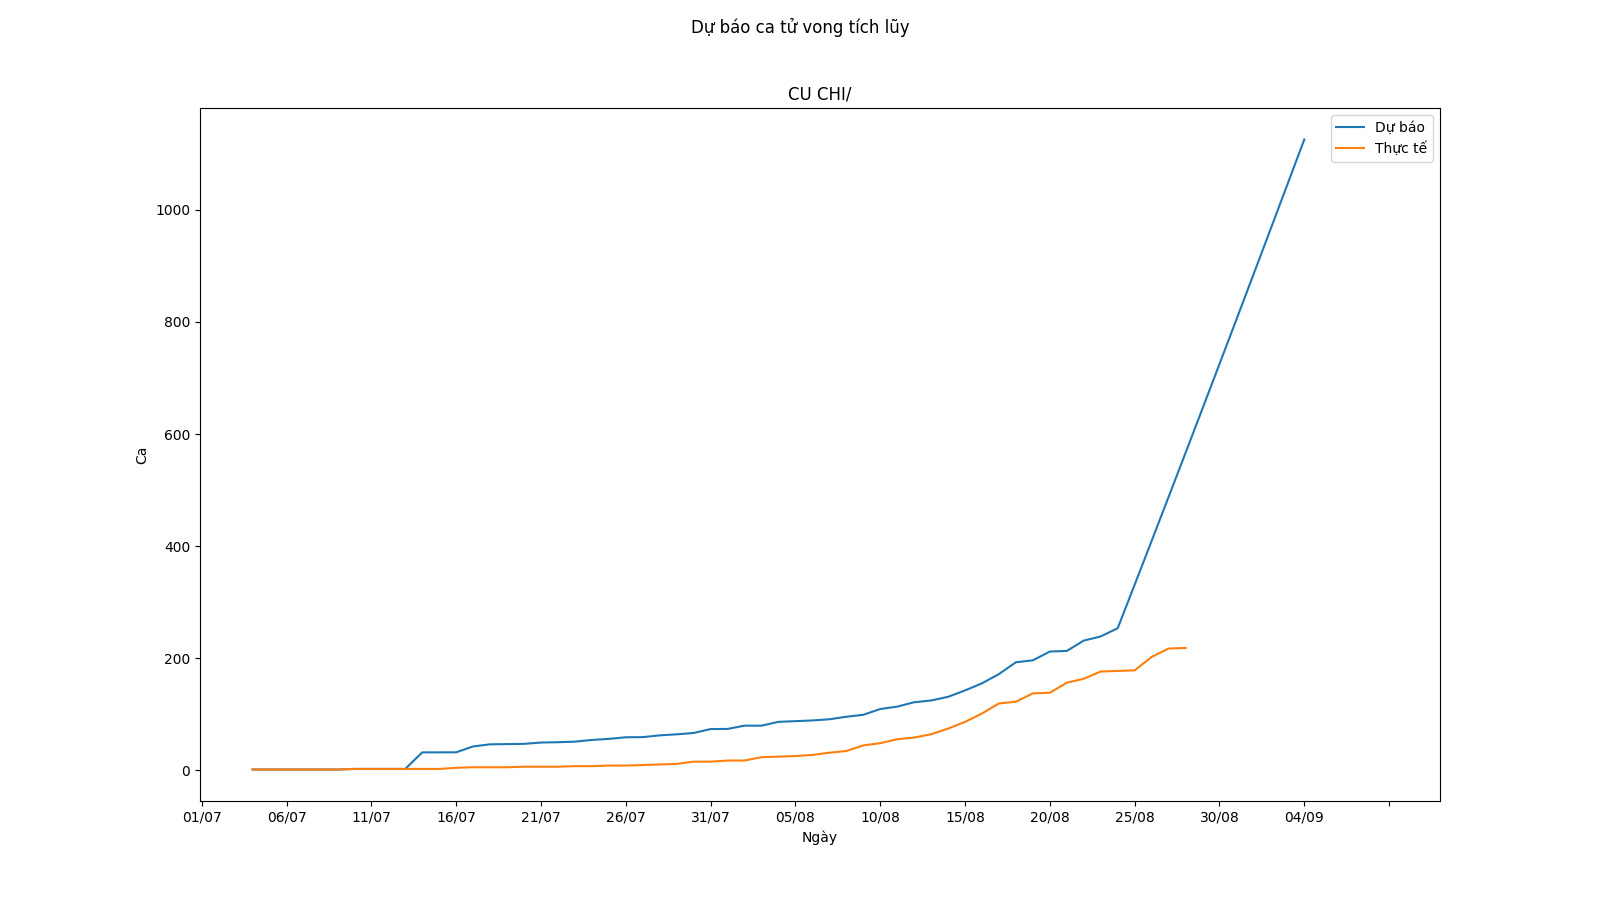 Dự báo ca tử vong tích lũy
CU CHI/
Dự báo
Thực tế
1000
800
600
400
200
0
Ca
01/07 06/07 11/07 16/07 21/07 26/07 31/07 05/08 10/08 15/08 20/08 25/08 30/08 04/09
Ngày